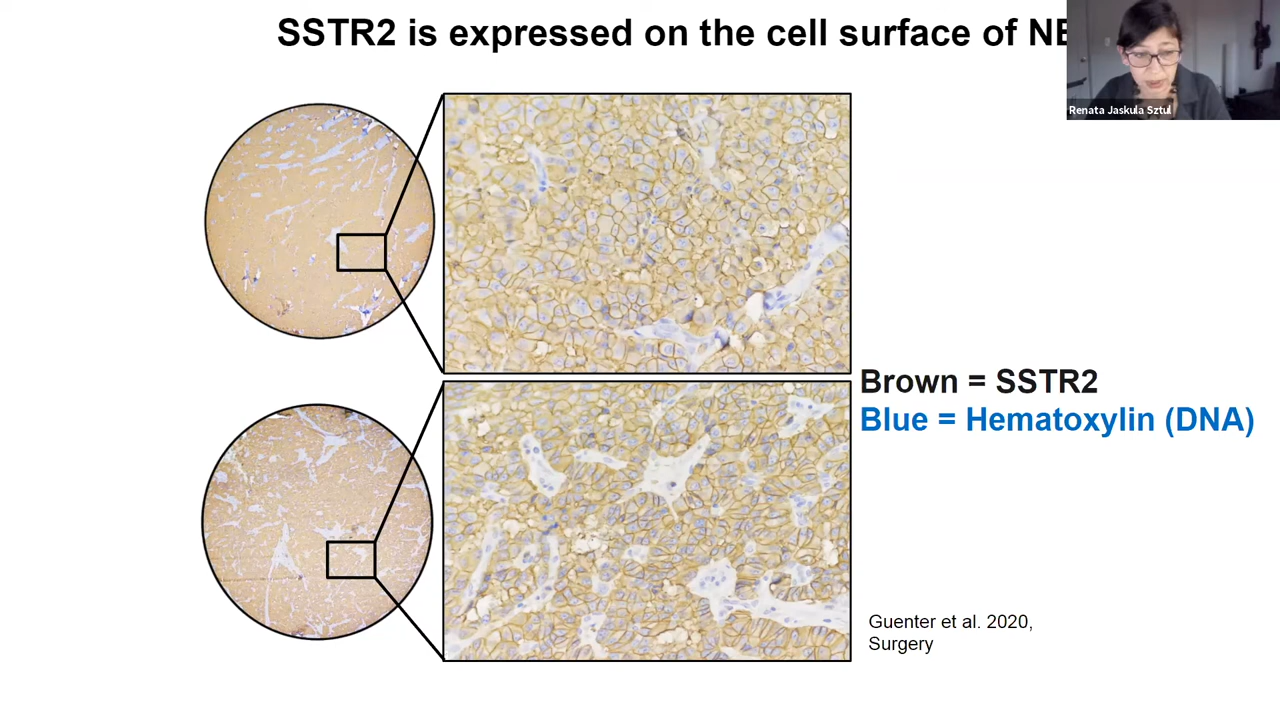 SSTR2 is expressed on the cell surface of NE
Renata Jaskula Sztul
Brown = SSTR2
Blue = Hematoxylin (DNA)
Guenter et al. 2020,
Surgery